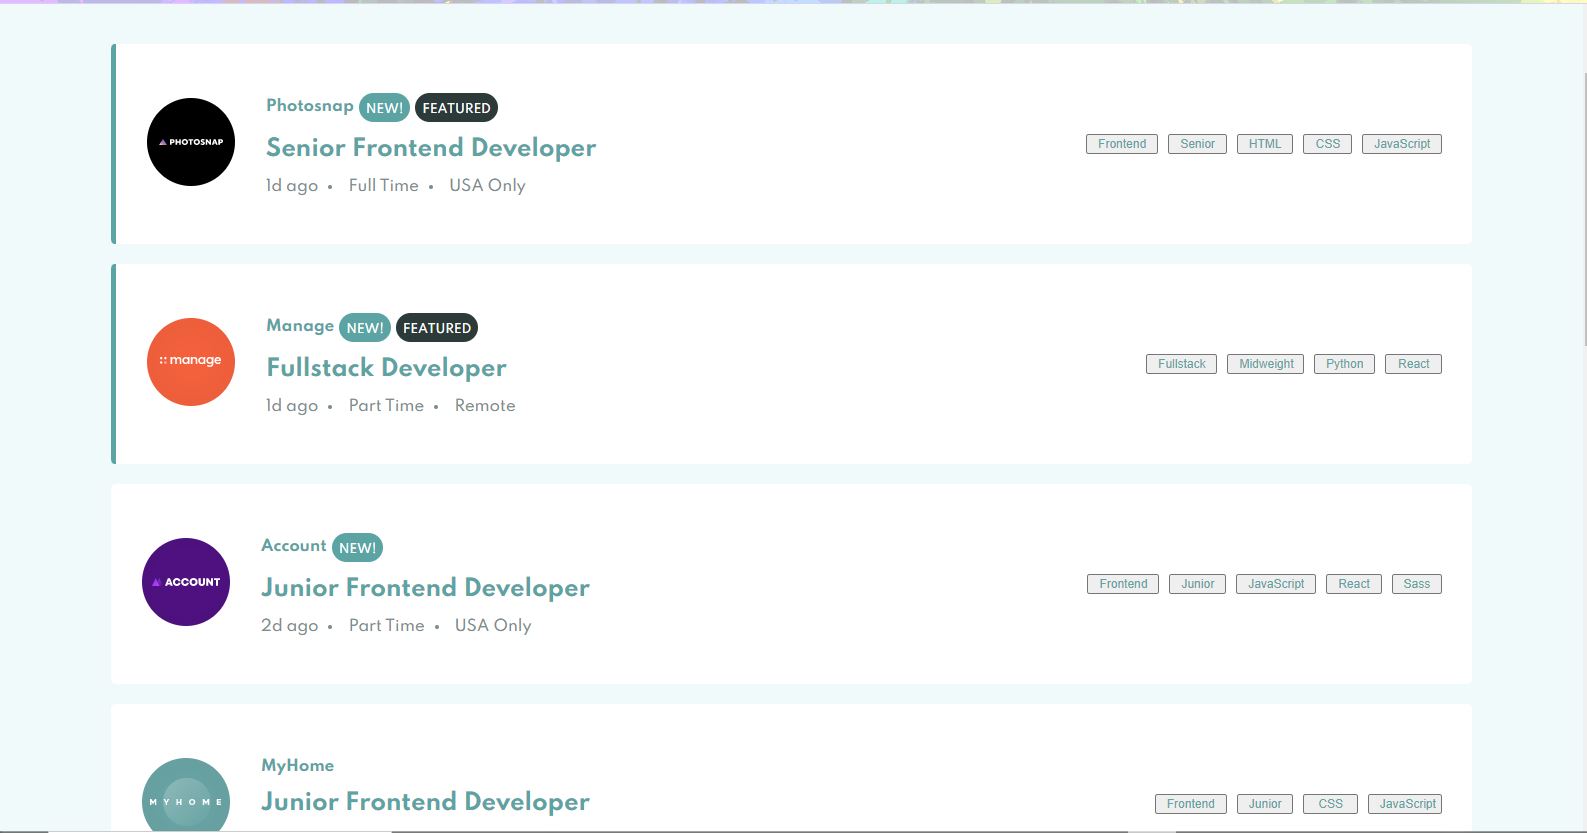 PHOTOSNAP
Photosnap NEW! FEATURED
Senior Frontend Developer
1d ago • Full Time • USA Only
Frontend Senior HTML CSS JavaScript
manage
Manage NEW! FEATURED
Fullstack Developer
1d ago • Part Time • Remote
Fullstack Midweight Python React
ACCOUNT
Account NEW!
Junior Frontend Developer
2d ago • Part Time • USA Only
Frontend Junior JavaScript React Sass
MYHOME
MyHome
Junior Frontend Developer
Frontend Junior CSS JavaScript